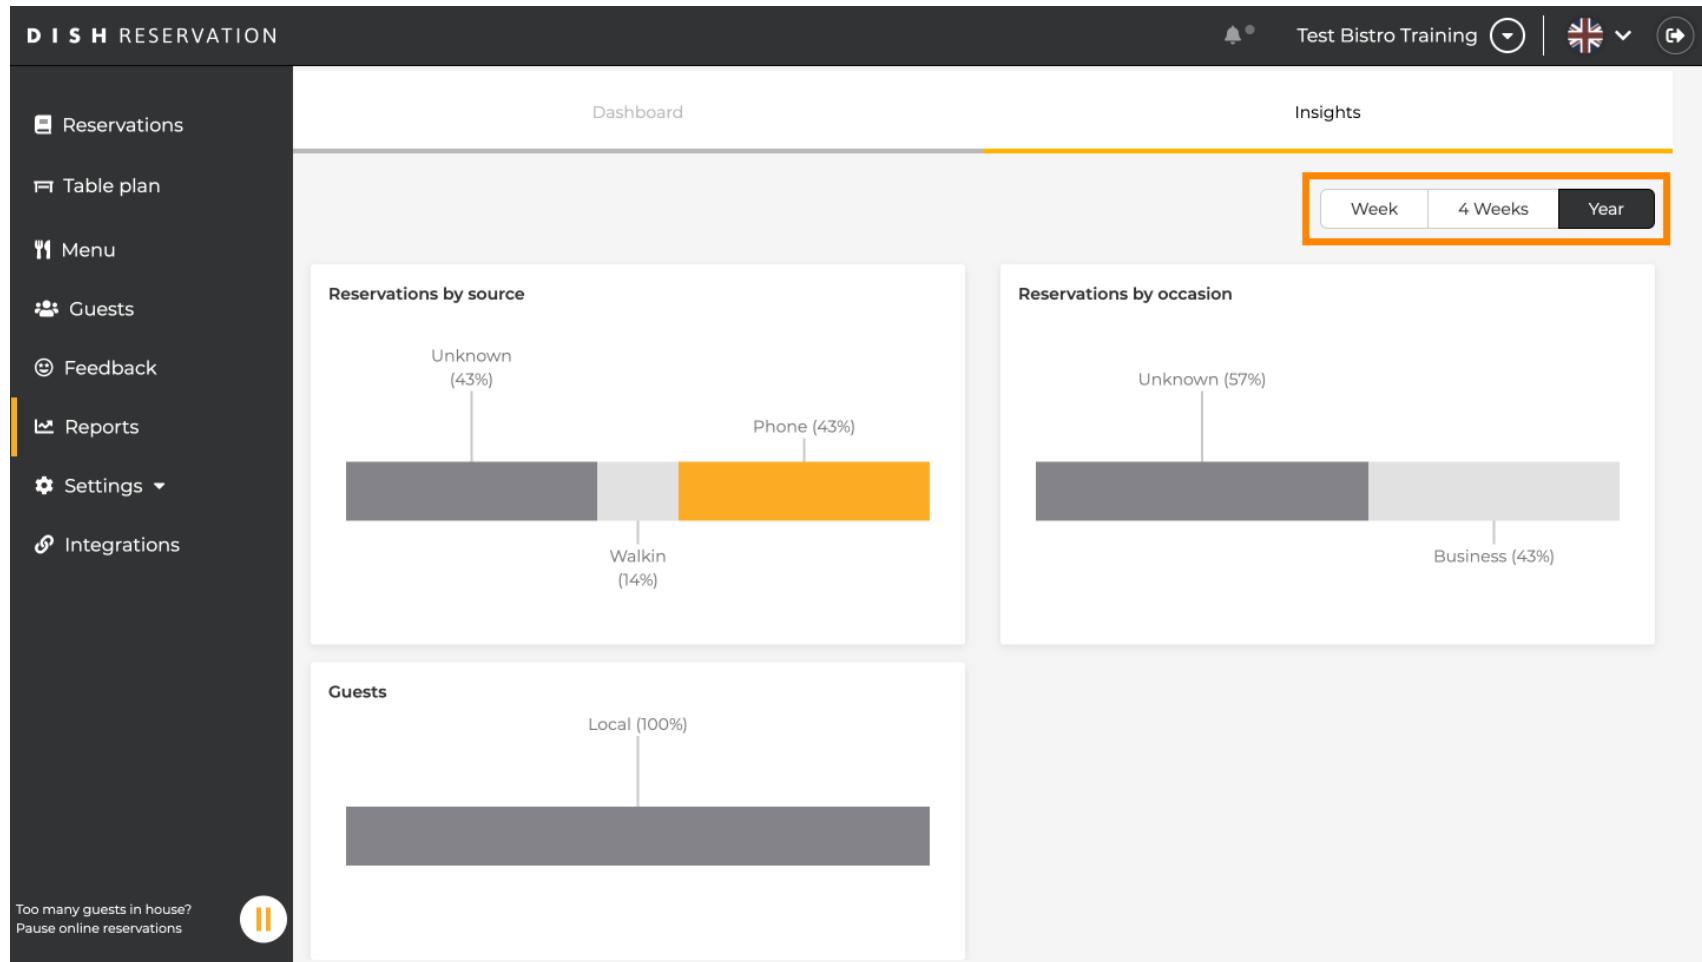 DISH RESERVATION
Test Bistro Training
Reservations
Table plan
Menu
Guests
Feedback
Reports
Settings
Integrations
Too many guests in house?
Pause online reservations
Dashboard
Insights
Week
4 Weeks
Year
Reservations by source
Unknown
(43%)
Phone (43%)
Walkin
(14%)
Reservations by occasion
Unknown (57%)
Business (43%)
Guests
Local (100%)